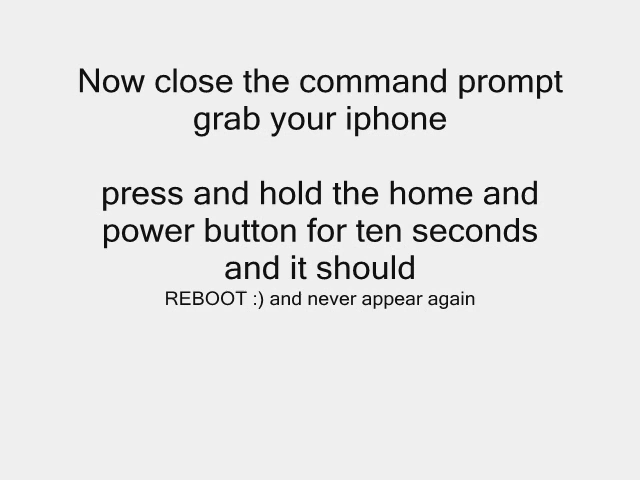 Now close the command prompt
grab your iphone
press and hold the home and
power button for ten seconds
and it should
REBOOT :) and never appear again